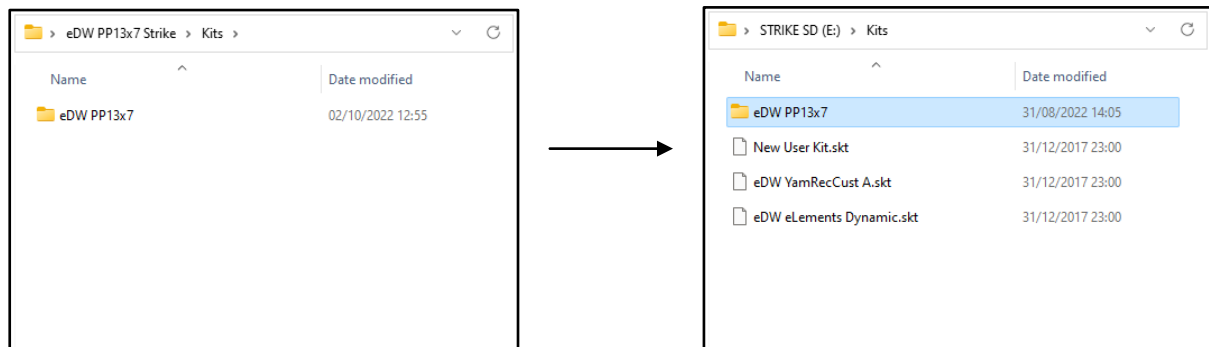 eDW PP13x7 Strike > Kits >
Name Date modified
eDW PP13x7 02/10/2022 12:55
STRIKE SD (E:) > Kits
Name Date modified
eDW PP13x7 31/08/2022 14:05
New User Kit.skt 31/12/2017 23:00
eDW YamRecCust A.skt 31/12/2017 23:00
eDW eLements Dynamic.skt 31/12/2017 23:00